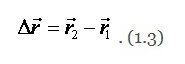 Δr⃗ = r⃗₂ − r⃗₁ . (1.3)